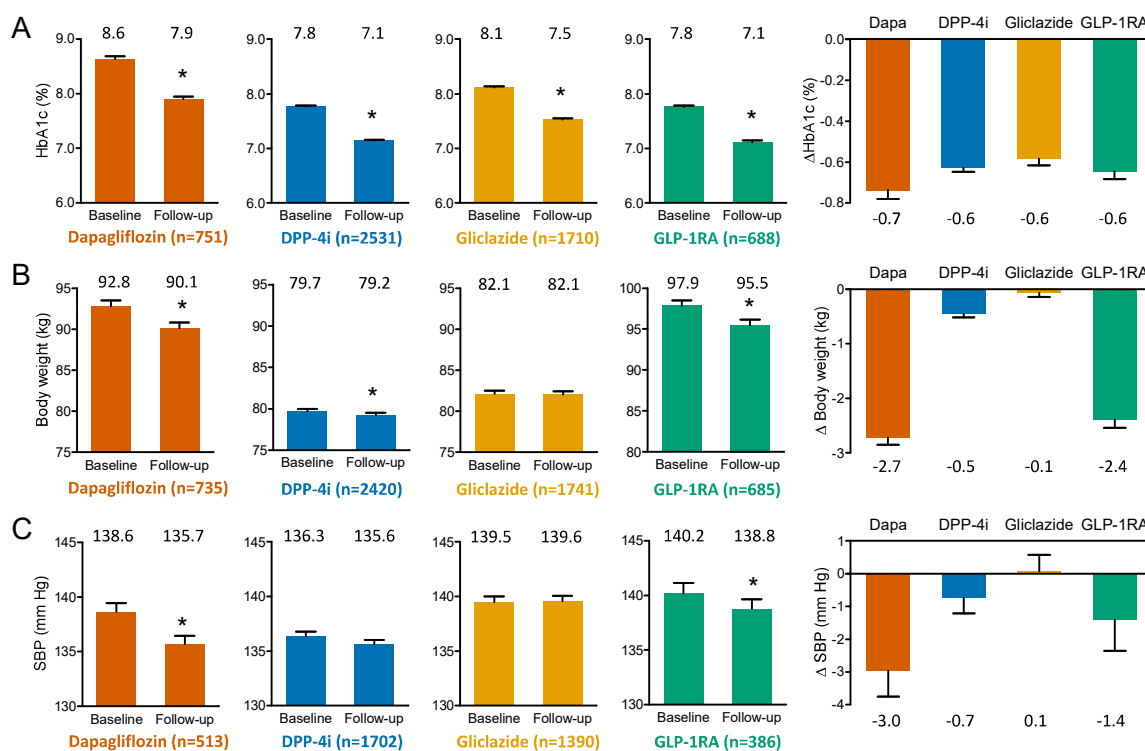 A
8.6 7.9
7.8 7.1
8.1 7.5
7.8 7.1
Dapa DPP-4i Gliclazide GLP-1RA
HbA1c (%)
9.0
8.0
7.0
6.0
*
Baseline Follow-up
Dapagliflozin (n=751)
9.0
8.0
7.0
6.0
*
Baseline Follow-up
DPP-4i (n=2531)
9.0
8.0
7.0
6.0
*
Baseline Follow-up
Gliclazide (n=1710)
9.0
8.0
7.0
6.0
*
Baseline Follow-up
GLP-1RA (n=688)
ΔHbA1c (%)
0.0
-0.2
-0.4
-0.6
-0.8
-0.7 -0.6 -0.6 -0.6
B
92.8 90.1
79.7 79.2
82.1 82.1
97.9 95.5
Dapa DPP-4i Gliclazide GLP-1RA
Body weight (kg)
95
90
85
80
75
*
Baseline Follow-up
Dapagliflozin (n=735)
95
90
85
80
75
*
Baseline Follow-up
DPP-4i (n=2420)
95
90
85
80
75
Baseline Follow-up
Gliclazide (n=1741)
100
95
90
85
80
*
Baseline Follow-up
GLP-1RA (n=685)
Δ Body weight (kg)
0
-1
-2
-3
-2.7 -0.5 -0.1 -2.4
C
138.6 135.7
136.3 135.6
139.5 139.6
140.2 138.8
Dapa DPP-4i Gliclazide GLP-1RA
SBP (mm Hg)
145
140
135
130
*
Baseline Follow-up
Dapagliflozin (n=513)
145
140
135
130
Baseline Follow-up
DPP-4i (n=1702)
145
140
135
130
Baseline Follow-up
Gliclazide (n=1390)
145
140
135
130
*
Baseline Follow-up
GLP-1RA (n=386)
Δ SBP (mm Hg)
1
0
-1
-2
-3
-4
-3.0 -0.7 0.1 -1.4